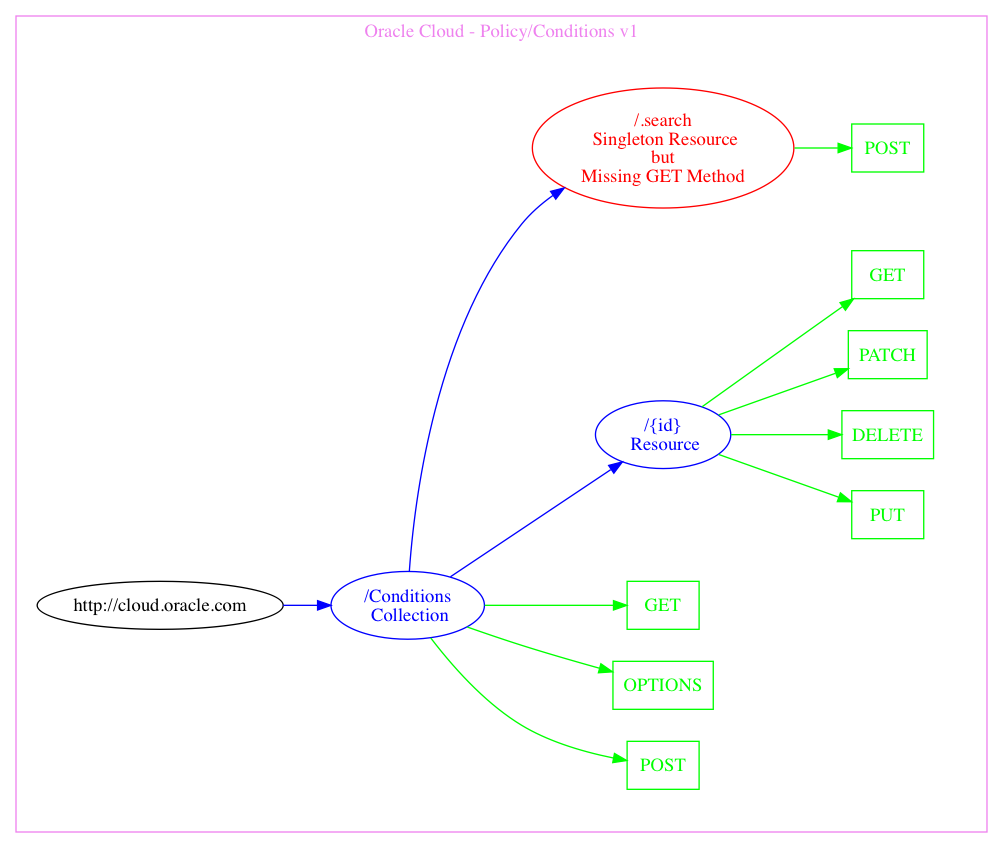 Oracle Cloud - Policy/Conditions v1
/.search
Singleton Resource
but
Missing GET Method
POST
GET
PATCH
/{id}
Resource
DELETE
PUT
http://cloud.oracle.com
/Conditions
Collection
GET
OPTIONS
POST